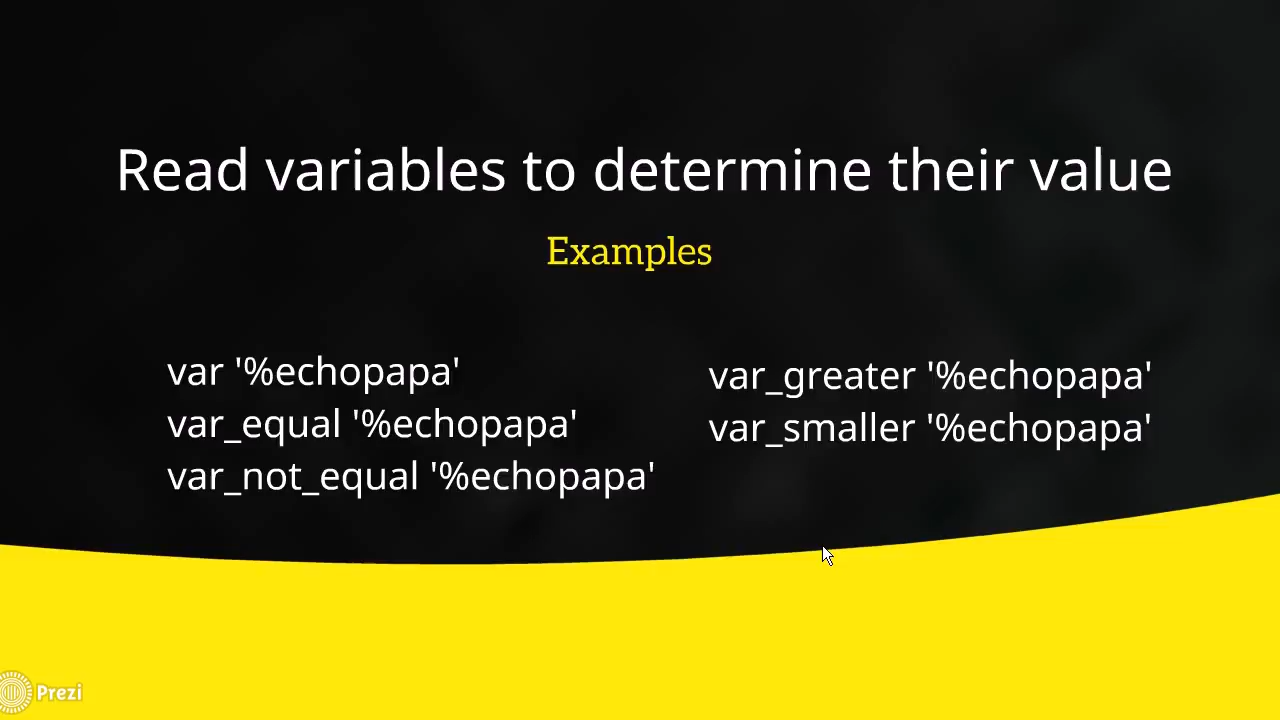 Read variables to determine their value
Examples
var '%echopapa'
var_equal '%echopapa'
var_not_equal '%echopapa'
var_greater '%echopapa'
var_smaller '%echopapa'
Prezi